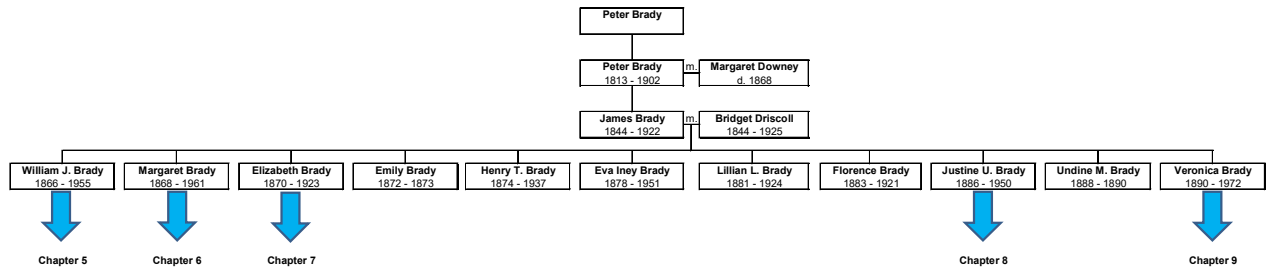 Peter Brady
Peter Brady
1813 - 1902
m.
Margaret Downey
d. 1868
James Brady
1844 - 1922
m.
Bridget Driscoll
1844 - 1925
William J. Brady
1866 - 1955
Margaret Brady
1868 - 1961
Elizabeth Brady
1870 - 1923
Emily Brady
1872 - 1873
Henry T. Brady
1874 - 1937
Eva Iney Brady
1878 - 1951
Lillian L. Brady
1881 - 1924
Florence Brady
1883 - 1921
Justine U. Brady
1886 - 1950
Undine M. Brady
1888 - 1890
Veronica Brady
1890 - 1972
Chapter 5
Chapter 6
Chapter 7
Chapter 8
Chapter 9